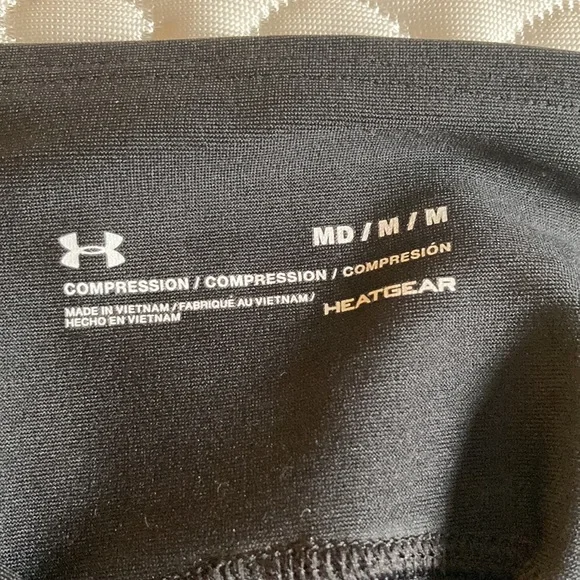 MD / M / M
COMPRESSION / COMPRESSION / COMPRESIÓN
MADE IN VIETNAM / FABRIQUÉ AU VIETNAM /
HECHO EN VIETNAM
HEATGEAR